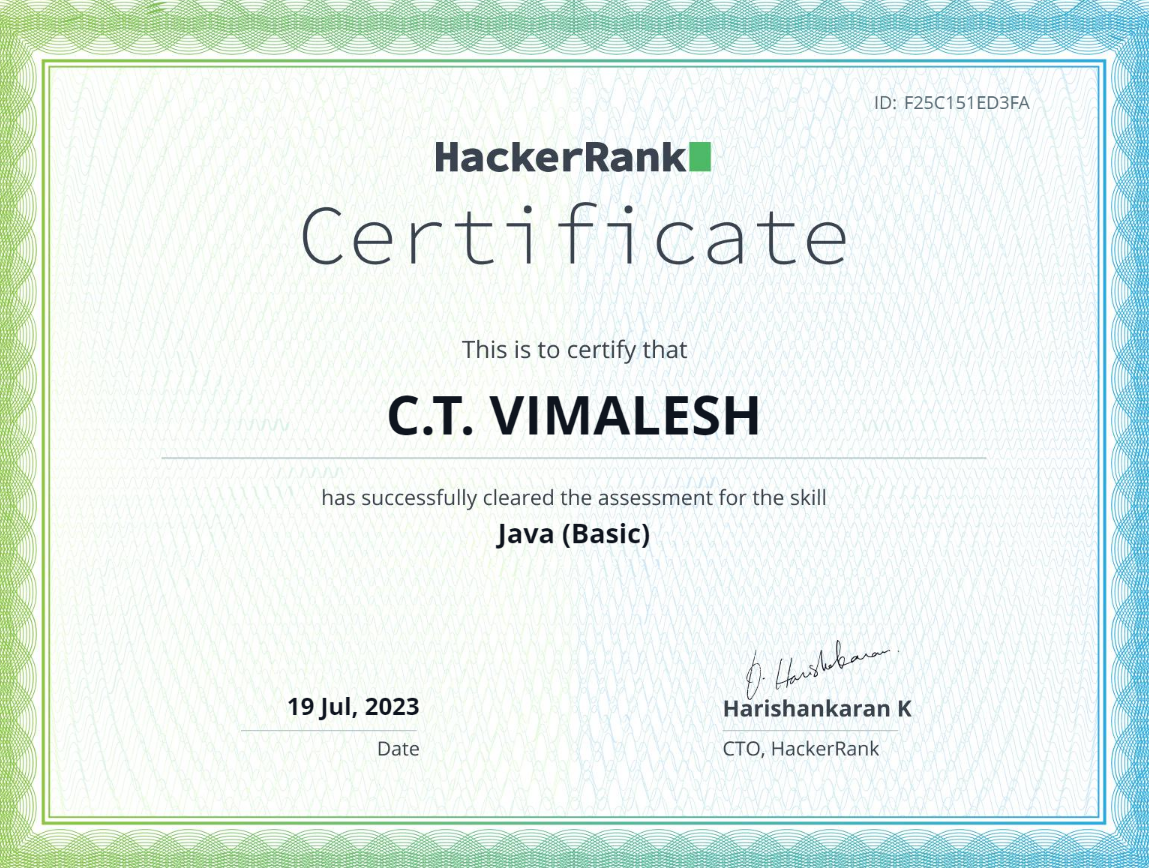 ID: F25C151ED3FA
HackerRank
Certificate
This is to certify that
C.T. VIMALESH
has successfully cleared the assessment for the skill
Java (Basic)
J. Harishekaran.
19 Jul, 2023
Harishankaran K
Date
CTO, HackerRank